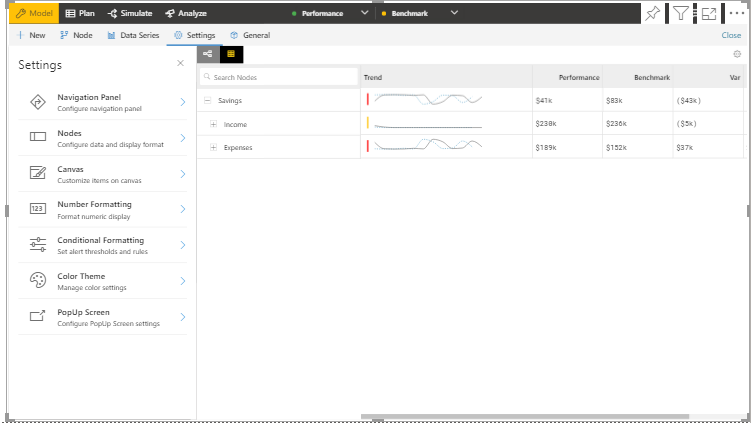 Model Plan Simulate Analyze Performance Benchmark
New Node Data Series Settings General Close
Settings
Search Nodes Trend Performance Benchmark Var
Savings $41k $83k ($43k)
Income $230k $236k ($5k)
Expenses $189k $152k $37k
Navigation Panel
Configure navigation panel
Nodes
Configure data and display format
Canvas
Customize items on canvas
123
Number Formatting
Format numeric display
Conditional Formatting
Set alert thresholds and rules
Color Theme
Manage color settings
PopUp Screen
Configure PopUp Screen settings